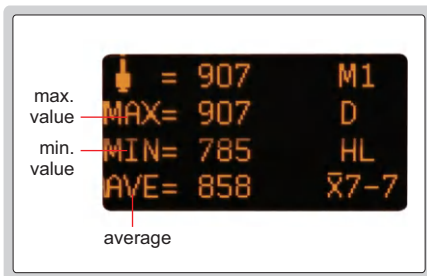 = 907 M1
max. value
MAX= 907 D
min. value
MIN= 785 HL
AVE= 858 X̄7-7
average